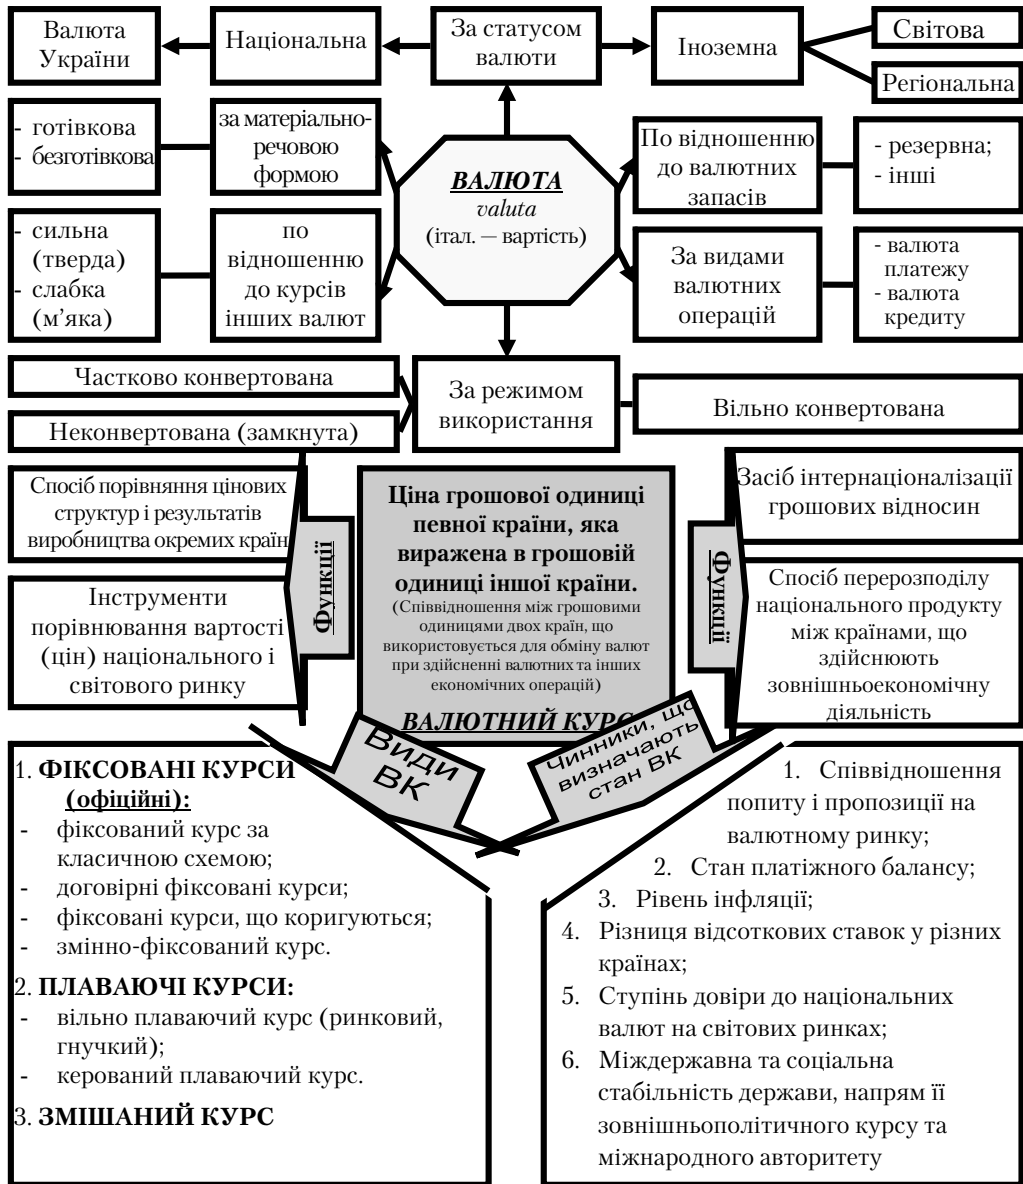 Валюта
України
Національна
За статусом
валюти
Іноземна
Світова
Регіональна
- готівкова
- безготівкова
за матеріально-
речовою
формою
ВАЛЮТА
valuta
(італ. — вартість)
По відношенню
до валютних
запасів
- резервна;
- інші
- сильна
(тверда)
- слабка
(м’яка)
по
відношенню
до курсів
інших валют
За видами
валютних
операцій
- валюта
платежу
- валюта
кредиту
Частково конвертована
Неконвертована (замкнута)
За режимом
використання
Вільно конвертована
Спосіб порівняння цінових
структур і результатів
виробництва окремих країн
Інструменти
порівнювання вартості
(цін) національного і
світового ринку
Функції
Ціна грошової одиниці
певної країни, яка
виражена в грошовій
одиниці іншої країни.
(Співвідношення між грошовими
одиницями двох країн, що
використовується для обміну валют
при здійсненні валютних та інших
економічних операцій)
ВАЛЮТНИЙ КУРС
Функції
Засіб інтернаціоналізації
грошових відносин
Спосіб перерозподілу
національного продукту
між країнами, що
здійснюють
зовнішньоекономічну
діяльність
Види
ВК
Чинники, що
визначають
стан ВК
1. ФІКСОВАНІ КУРСИ
(офіційні):
- фіксований курс за
класичною схемою;
- договірні фіксовані курси;
- фіксовані курси, що коригуються;
- змінно-фіксований курс.
2. ПЛАВАЮЧІ КУРСИ:
- вільно плаваючий курс (ринковий,
гнучкий);
- керований плаваючий курс.
3. ЗМІШАНИЙ КУРС
1. Співвідношення
попиту і пропозиції на
валютному ринку;
2. Стан платіжного балансу;
3. Рівень інфляції;
4. Різниця відсоткових ставок у різних
країнах;
5. Ступінь довіри до національних
валют на світових ринках;
6. Міждержавна та соціальна
стабільність держави, напрям її
зовнішньополітичного курсу та
міжнародного авторитету